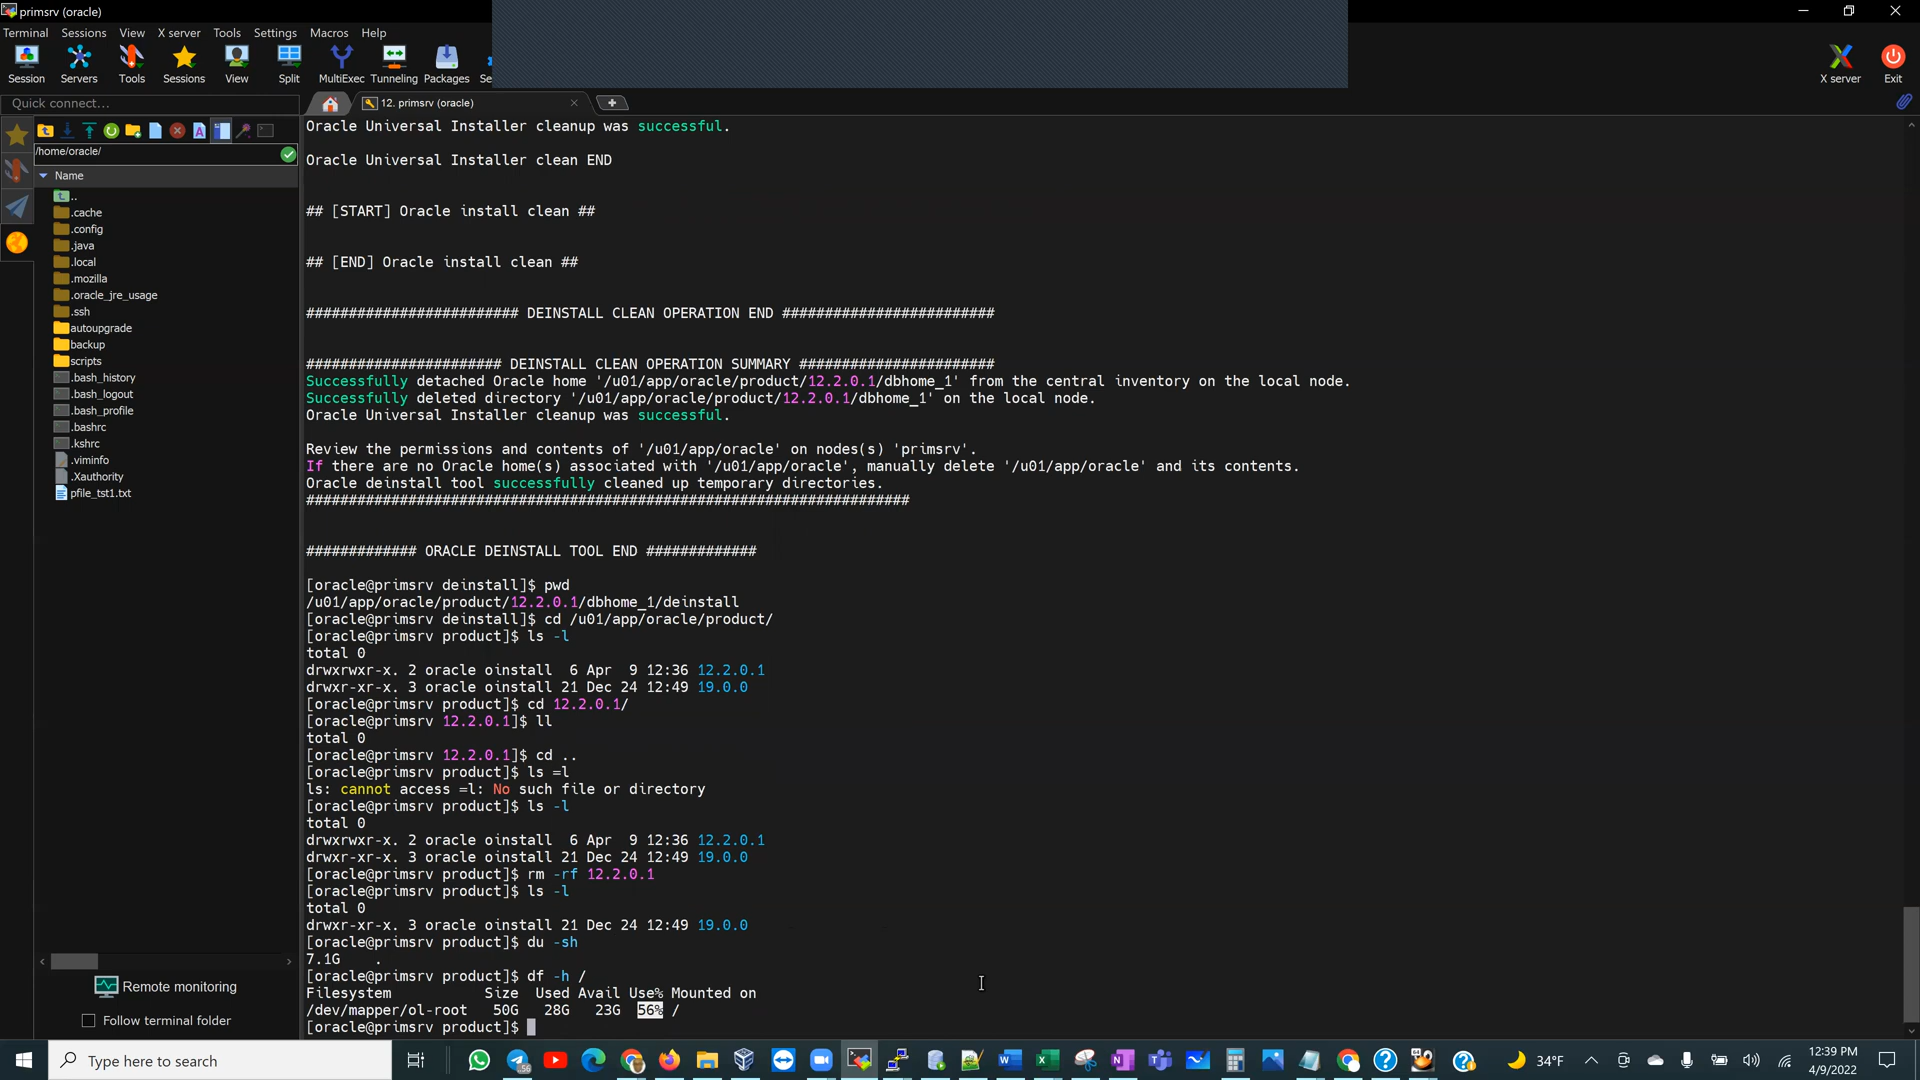 primsrv (oracle)
Terminal Sessions View X server Tools Settings Macros Help
Session Servers Tools Sessions View Split MultiExec Tunneling Packages Se
X server Exit
Quick connect...
12. primsrv (oracle)
/home/oracle/
Name
..
.cache
.config
.java
.local
.mozilla
.oracle_jre_usage
.ssh
autoupgrade
backup
scripts
.bash_history
.bash_logout
.bash_profile
.bashrc
.kshrc
.viminfo
.Xauthority
pfile_tst1.txt
Remote monitoring
Follow terminal folder
Oracle Universal Installer cleanup was successful.
Oracle Universal Installer clean END
## [START] Oracle install clean ##
## [END] Oracle install clean ##
######################### DEINSTALL CLEAN OPERATION END #########################
####################### DEINSTALL CLEAN OPERATION SUMMARY #######################
Successfully detached Oracle home '/u01/app/oracle/product/12.2.0.1/dbhome_1' from the central inventory on the local node.
Successfully deleted directory '/u01/app/oracle/product/12.2.0.1/dbhome_1' on the local node.
Oracle Universal Installer cleanup was successful.
Review the permissions and contents of '/u01/app/oracle' on nodes(s) 'primsrv'.
If there are no Oracle home(s) associated with '/u01/app/oracle', manually delete '/u01/app/oracle' and its contents.
Oracle deinstall tool successfully cleaned up temporary directories.
#######################################################################
############# ORACLE DEINSTALL TOOL END #############
[oracle@primsrv deinstall]$ pwd
/u01/app/oracle/product/12.2.0.1/dbhome_1/deinstall
[oracle@primsrv deinstall]$ cd /u01/app/oracle/product/
[oracle@primsrv product]$ ls -l
total 0
drwxrwxr-x. 2 oracle oinstall  6 Apr  9 12:36 12.2.0.1
drwxr-xr-x. 3 oracle oinstall 21 Dec 24 12:49 19.0.0
[oracle@primsrv product]$ cd 12.2.0.1/
[oracle@primsrv 12.2.0.1]$ ll
total 0
[oracle@primsrv 12.2.0.1]$ cd ..
[oracle@primsrv product]$ ls =l
ls: cannot access =l: No such file or directory
[oracle@primsrv product]$ ls -l
total 0
drwxrwxr-x. 2 oracle oinstall  6 Apr  9 12:36 12.2.0.1
drwxr-xr-x. 3 oracle oinstall 21 Dec 24 12:49 19.0.0
[oracle@primsrv product]$ rm -rf 12.2.0.1
[oracle@primsrv product]$ ls -l
total 0
drwxr-xr-x. 3 oracle oinstall 21 Dec 24 12:49 19.0.0
[oracle@primsrv product]$ du -sh
7.1G    .
[oracle@primsrv product]$ df -h /
Filesystem           Size  Used Avail Use% Mounted on
/dev/mapper/ol-root   50G   28G   23G  56% /
[oracle@primsrv product]$
Type here to search
34°F
12:39 PM
4/9/2022